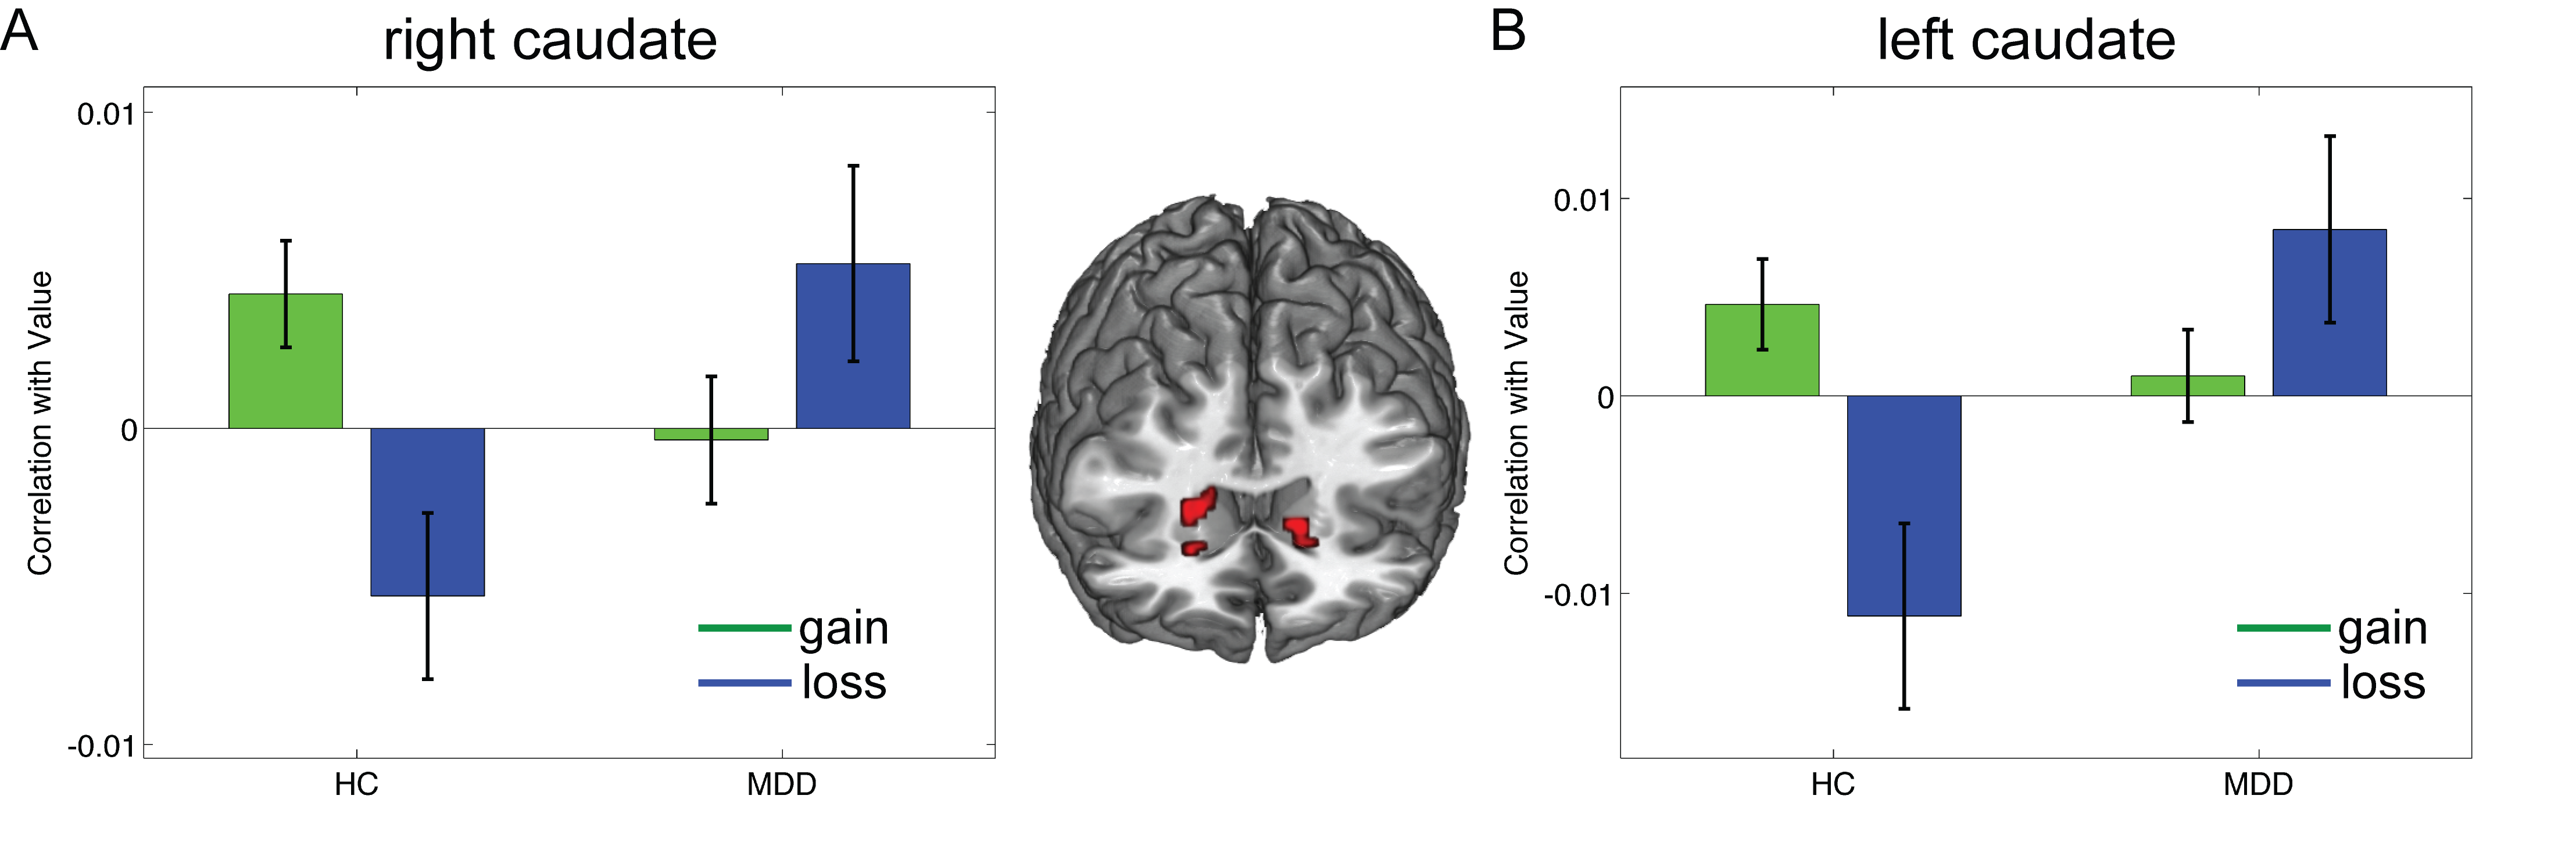 A
right caudate
0.01
0
-0.01
Correlation with Value
HC
MDD
gain
loss
B
left caudate
0.01
0
-0.01
Correlation with Value
HC
MDD
gain
loss